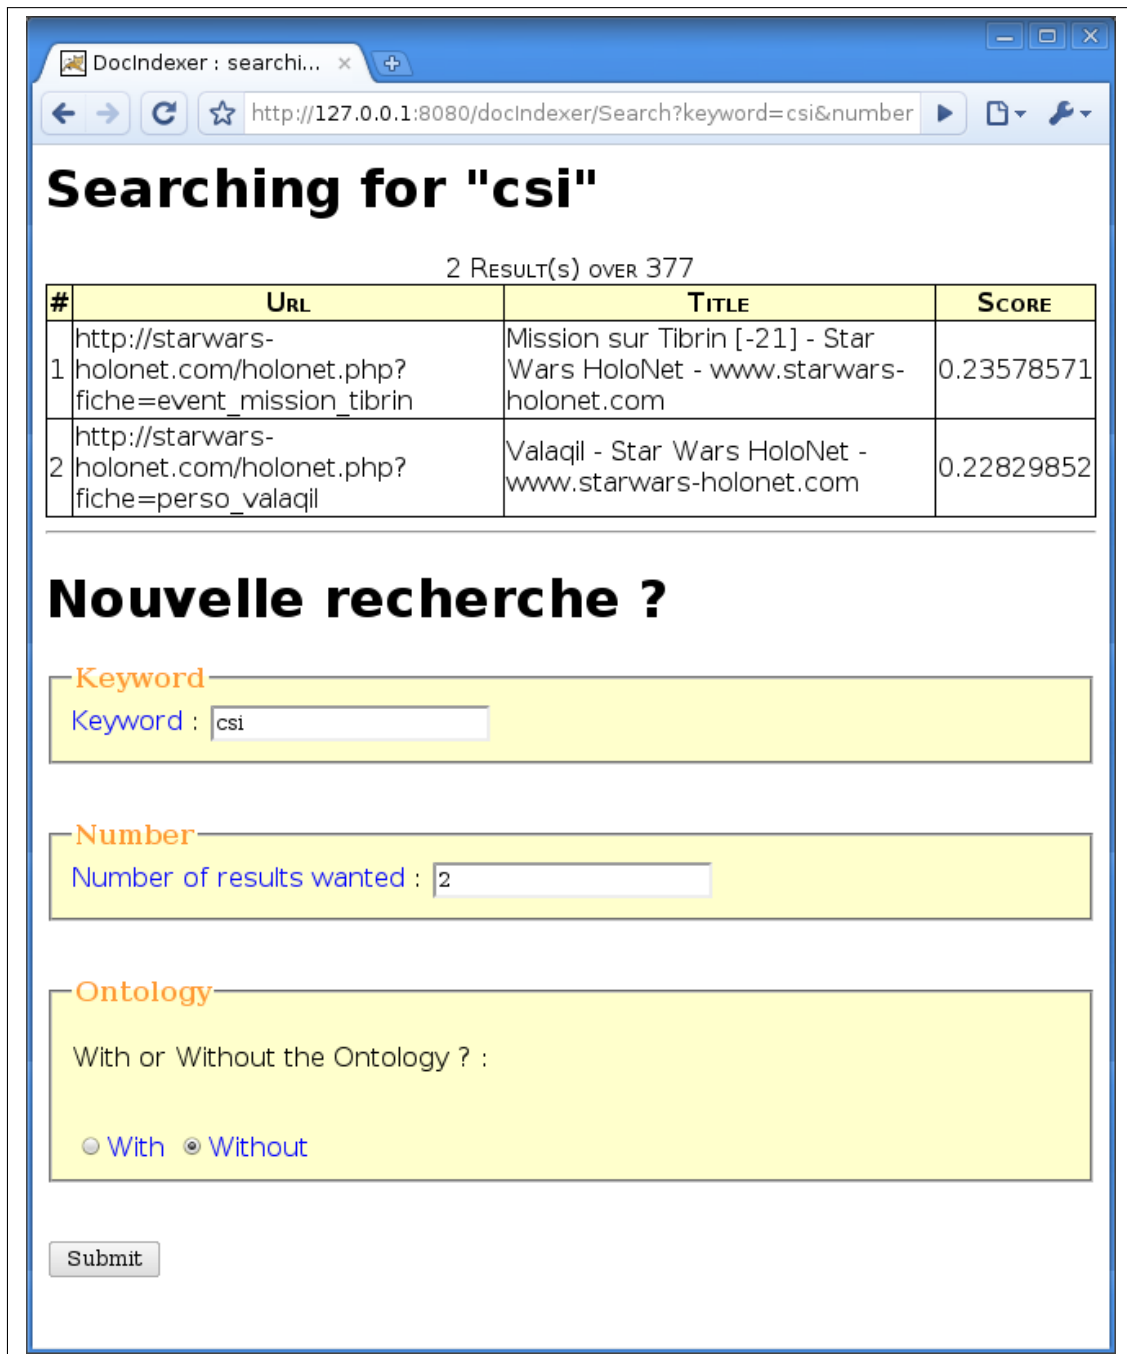 DocIndexer : searchi...
http://127.0.0.1:8080/docIndexer/Search?keyword=csi&number
Searching for "csi"
2 Result(s) over 377
# Url Title Score
http://starwars-
holonet.com/holonet.php?
fiche=event_mission_tibrin
1
Mission sur Tibrin [-21] - Star
Wars HoloNet - www.starwars-
holonet.com
0.23578571
http://starwars-
holonet.com/holonet.php?
fiche=perso_valaqil
2
Valaqil - Star Wars HoloNet -
www.starwars-holonet.com
0.22829852
Nouvelle recherche ?
Keyword
Keyword : csi
Number
Number of results wanted : 2
Ontology
With or Without the Ontology ? :
With Without
Submit